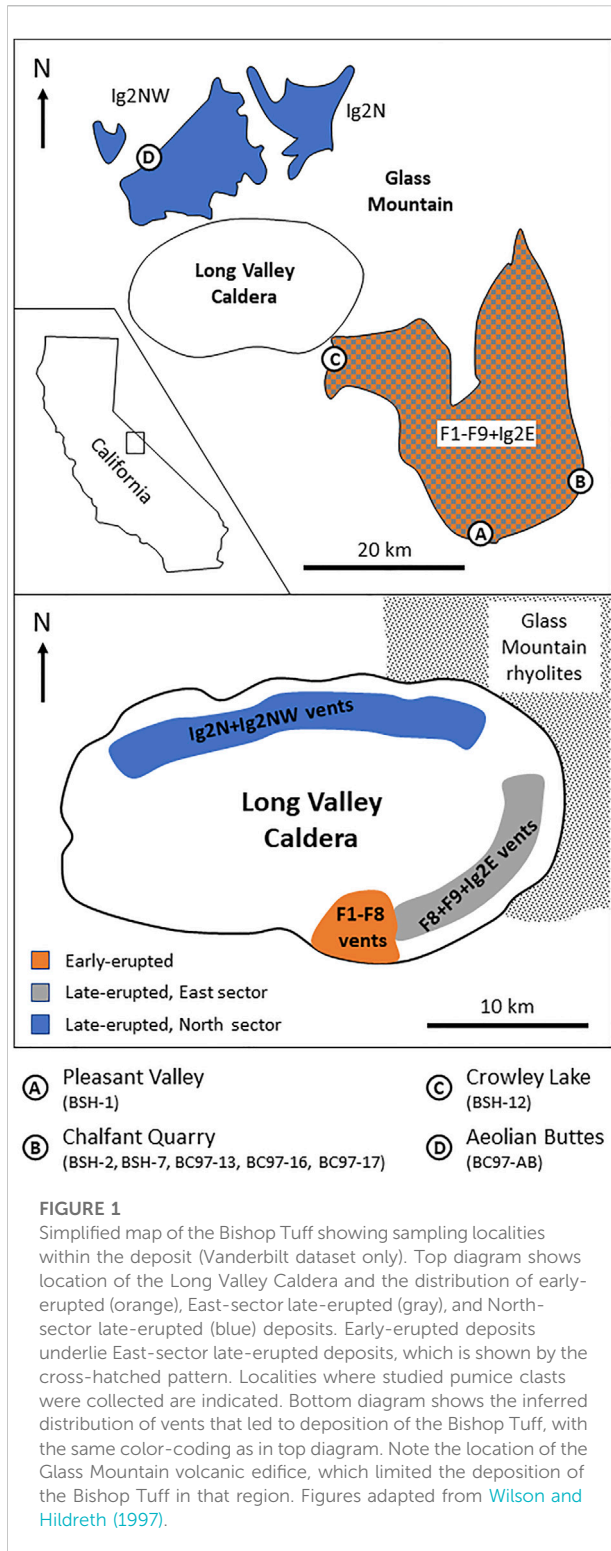 N
Ig2NW
Ig2N
D
Glass
Mountain
Long Valley
Caldera
C
F1-F9+Ig2E
California
B
A
20 km
N
Glass
Mountain
rhyolites
Ig2N+Ig2NW vents
Long Valley
Caldera
F8+F9+Ig2E vents
F1-F8
vents
Early-erupted
Late-erupted, East sector
Late-erupted, North sector
10 km
A Pleasant Valley
(BSH-1)
C Crowley Lake
(BSH-12)
B Chalfant Quarry
(BSH-2, BSH-7, BC97-13, BC97-16, BC97-17)
D Aeolian Buttes
(BC97-AB)
FIGURE 1
Simplified map of the Bishop Tuff showing sampling localities
within the deposit (Vanderbilt dataset only). Top diagram shows
location of the Long Valley Caldera and the distribution of early-
erupted (orange), East-sector late-erupted (gray), and North-
sector late-erupted (blue) deposits. Early-erupted deposits
underlie East-sector late-erupted deposits, which is shown by the
cross-hatched pattern. Localities where studied pumice clasts
were collected are indicated. Bottom diagram shows the inferred
distribution of vents that led to deposition of the Bishop Tuff, with
the same color-coding as in top diagram. Note the location of the
Glass Mountain volcanic edifice, which limited the deposition of
the Bishop Tuff in that region. Figures adapted from Wilson and
Hildreth (1997).